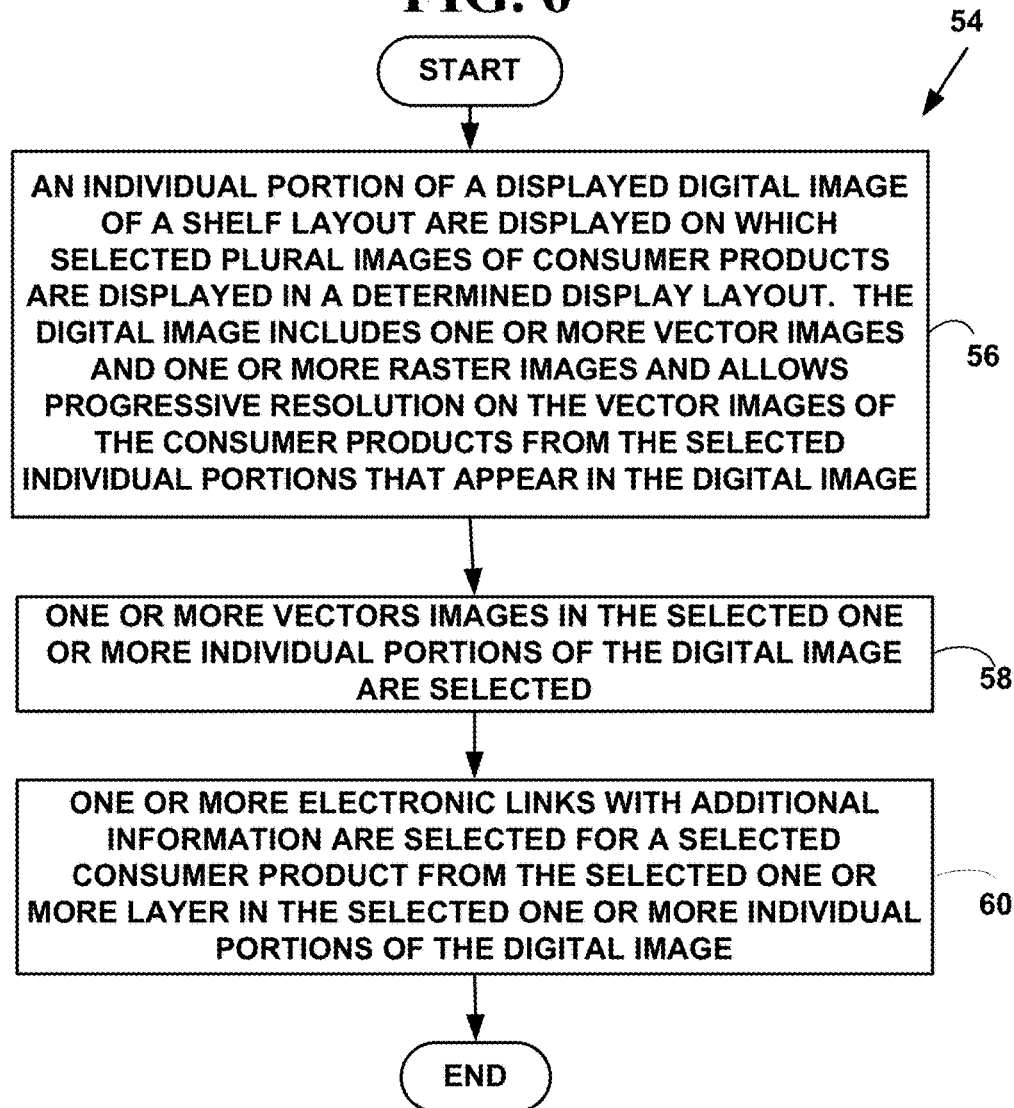 FIG. 6
54
START
AN INDIVIDUAL PORTION OF A DISPLAYED DIGITAL IMAGE
OF A SHELF LAYOUT ARE DISPLAYED ON WHICH
SELECTED PLURAL IMAGES OF CONSUMER PRODUCTS
ARE DISPLAYED IN A DETERMINED DISPLAY LAYOUT. THE
DIGITAL IMAGE INCLUDES ONE OR MORE VECTOR IMAGES
AND ONE OR MORE RASTER IMAGES AND ALLOWS
PROGRESSIVE RESOLUTION ON THE VECTOR IMAGES OF
THE CONSUMER PRODUCTS FROM THE SELECTED
INDIVIDUAL PORTIONS THAT APPEAR IN THE DIGITAL IMAGE
56
ONE OR MORE VECTORS IMAGES IN THE SELECTED ONE
OR MORE INDIVIDUAL PORTIONS OF THE DIGITAL IMAGE
ARE SELECTED
58
ONE OR MORE ELECTRONIC LINKS WITH ADDITIONAL
INFORMATION ARE SELECTED FOR A SELECTED
CONSUMER PRODUCT FROM THE SELECTED ONE OR
MORE LAYER IN THE SELECTED ONE OR MORE INDIVIDUAL
PORTIONS OF THE DIGITAL IMAGE
60
END